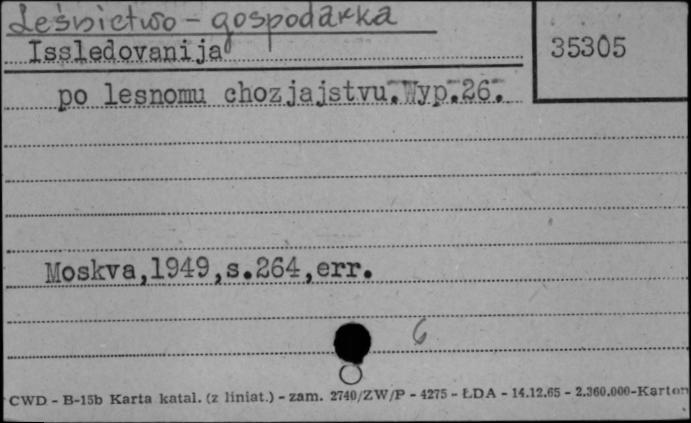 Leśnictwo - gospodarka
Issledovanija
35305
po lesnomu chozjajstvu. Wyp. 26.
Moskva, 1949, s. 264, err.
6
CWD - B-15b Karta katal. (z liniat.) - zam. 2740/ZW/P - 4275 - ŁDA - 14.12.65 - 2.360.000-Karton